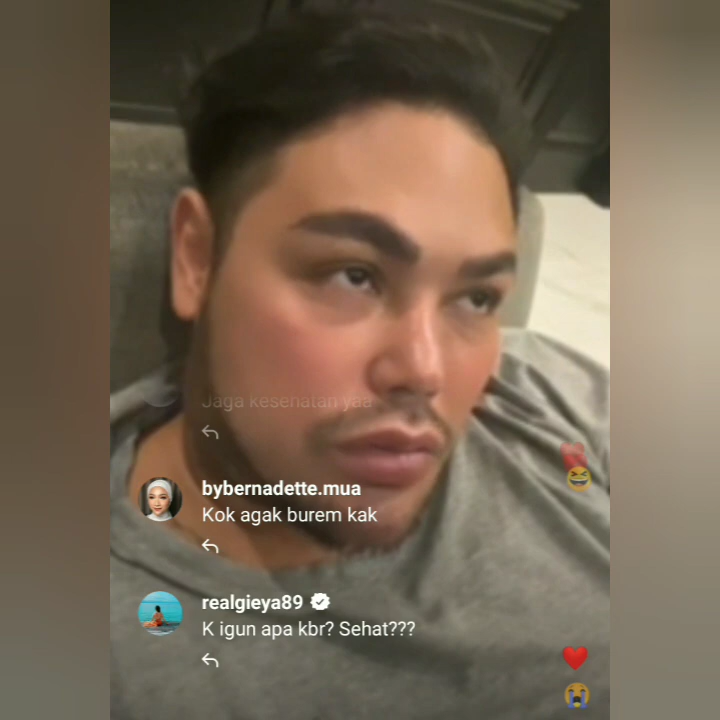 Jaga kesehatan yaa
bybernadette.mua
Kok agak burem kak
realgieya89
K igun apa kbr? Sehat???